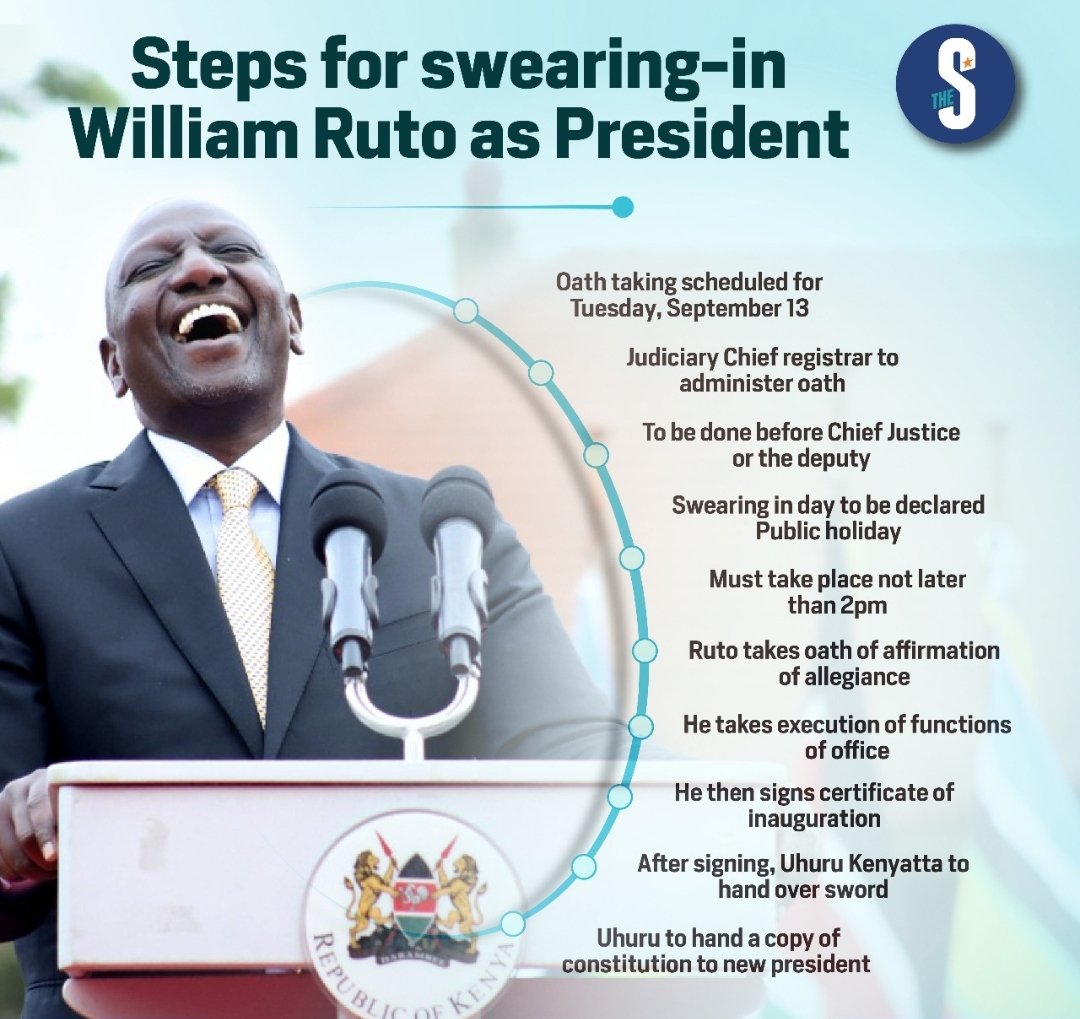 Steps for swearing-in
William Ruto as President
THE S
Oath taking scheduled for
Tuesday, September 13
Judiciary Chief registrar to
administer oath
To be done before Chief Justice
or the deputy
Swearing in day to be declared
Public holiday
Must take place not later
than 2pm
Ruto takes oath of affirmation
of allegiance
He takes execution of functions
of office
He then signs certificate of
inauguration
After signing, Uhuru Kenyatta to
hand over sword
Uhuru to hand a copy of
constitution to new president
HARAMBEE
REPUBLIC OF KENYA